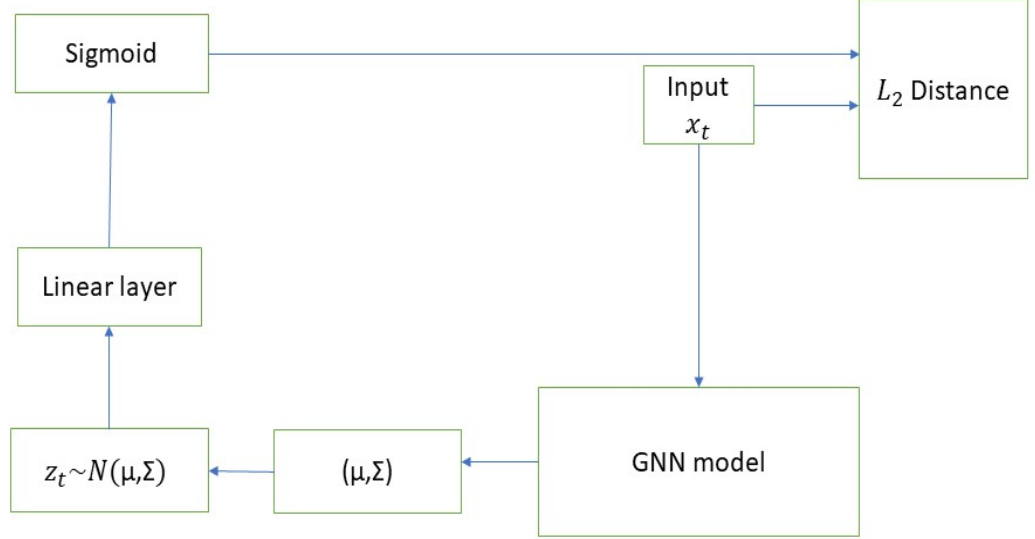 Sigmoid
Input
x_t
L_2 Distance
Linear layer
z_t~N(μ,Σ)
(μ,Σ)
GNN model